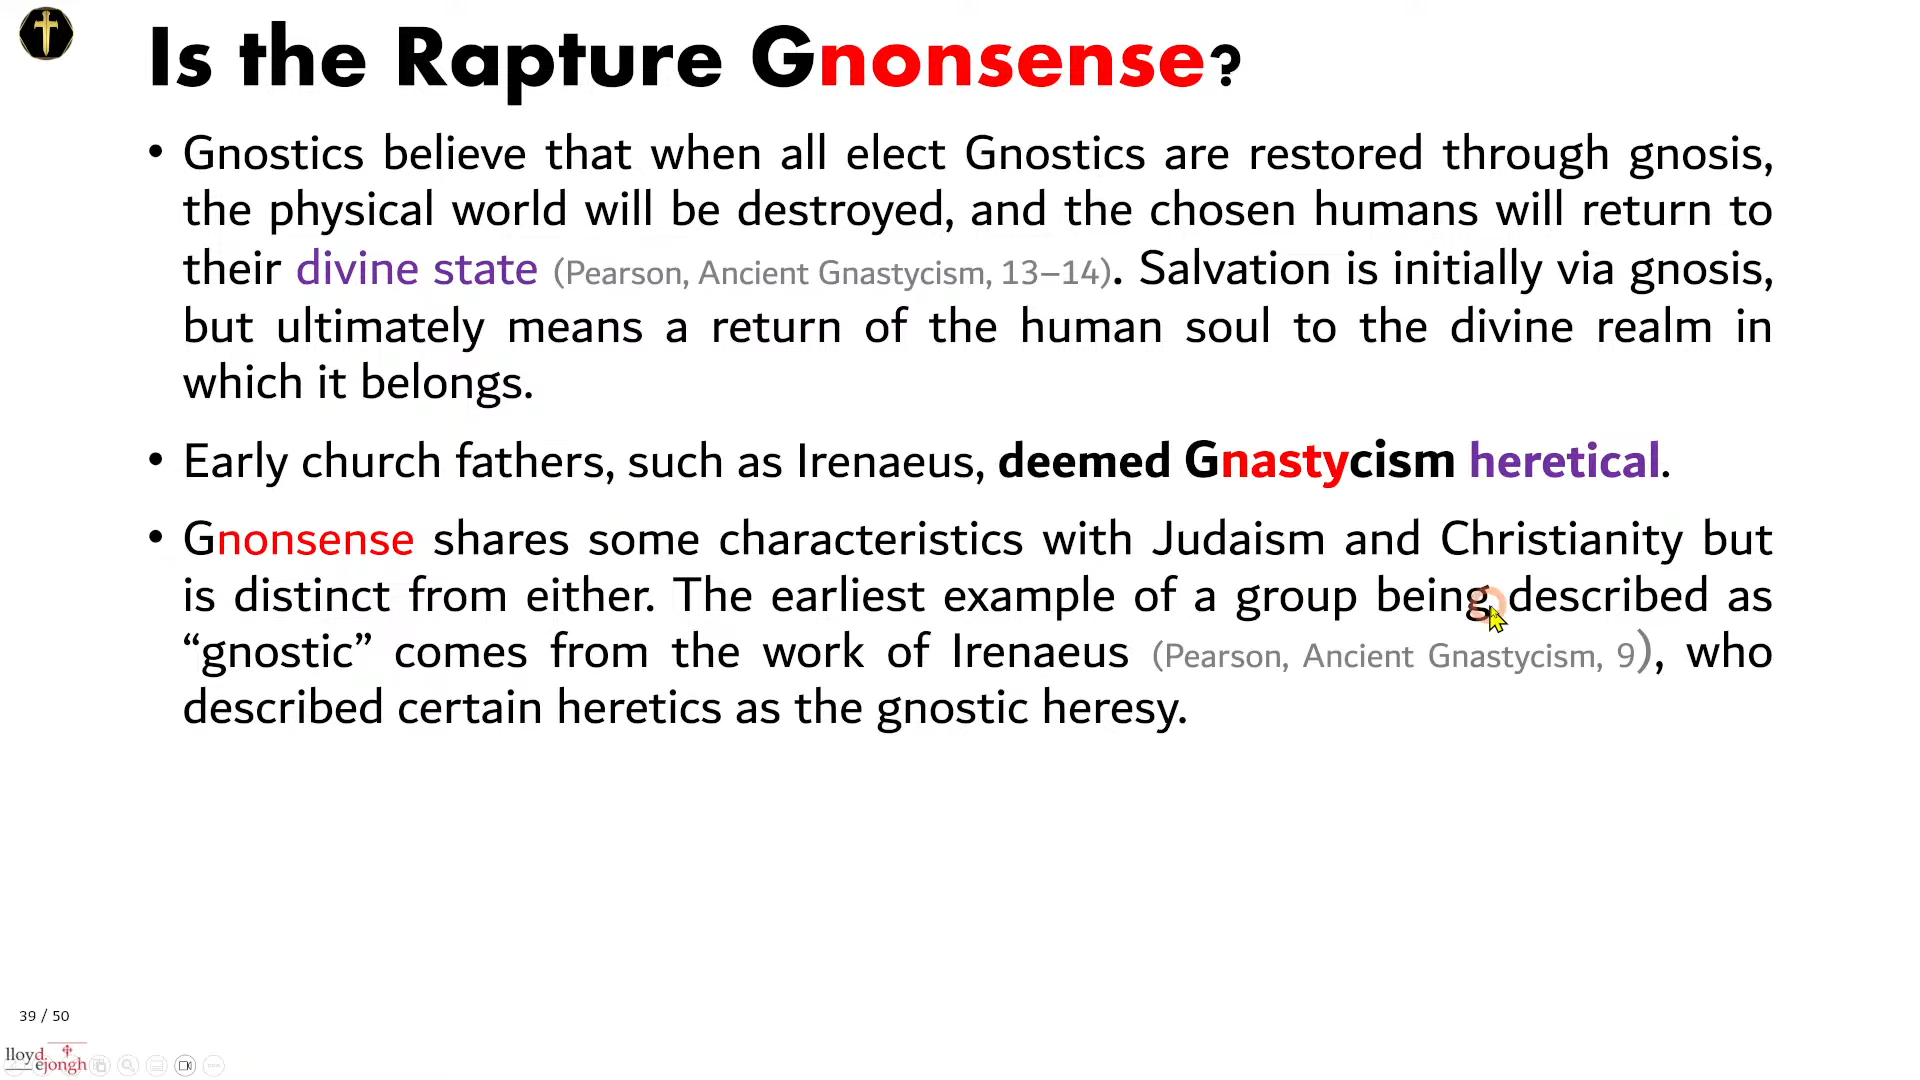 Is the Rapture Gnonsense?
• Gnostics believe that when all elect Gnostics are restored through gnosis,
the physical world will be destroyed, and the chosen humans will return to
their divine state (Pearson, Ancient Gnastycism, 13–14). Salvation is initially via gnosis,
but ultimately means a return of the human soul to the divine realm in
which it belongs.
• Early church fathers, such as Irenaeus, deemed Gnastycism heretical.
• Gnonsense shares some characteristics with Judaism and Christianity but
is distinct from either. The earliest example of a group being described as
“gnostic” comes from the work of Irenaeus (Pearson, Ancient Gnastycism, 9), who
described certain heretics as the gnostic heresy.
39 / 50
lloyd
ejongh